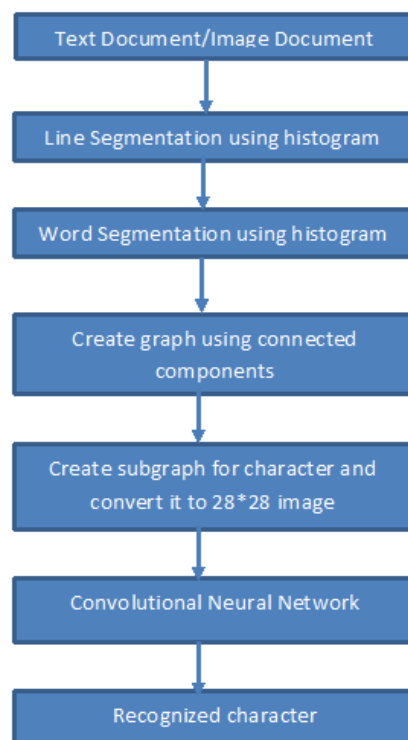 Text Document/Image Document
Line Segmentation using histogram
Word Segmentation using histogram
Create graph using connected
components
Create subgraph for character and
convert it to 28*28 image
Convolutional Neural Network
Recognized character